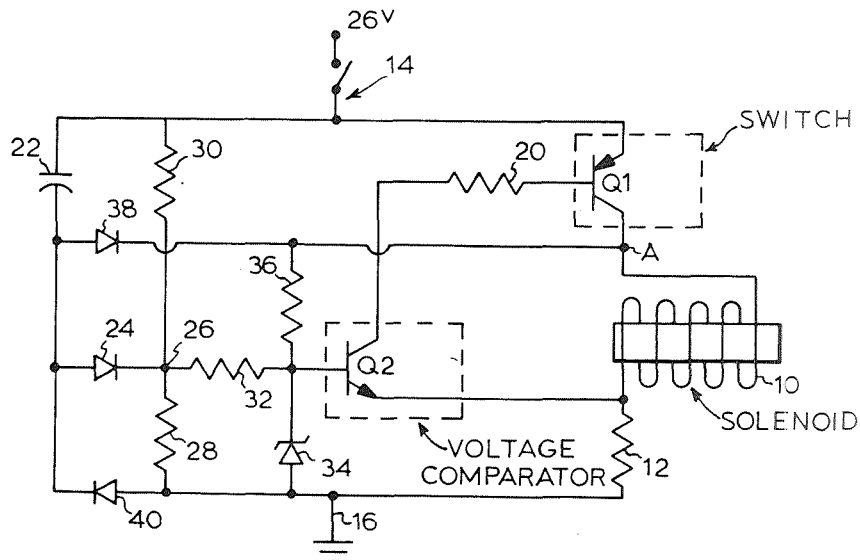 26V
14
SWITCH
22
30
20
Q1
38
A
36
24
26
Q2
32
10
SOLENOID
28
34
VOLTAGE
COMPARATOR
12
40
16